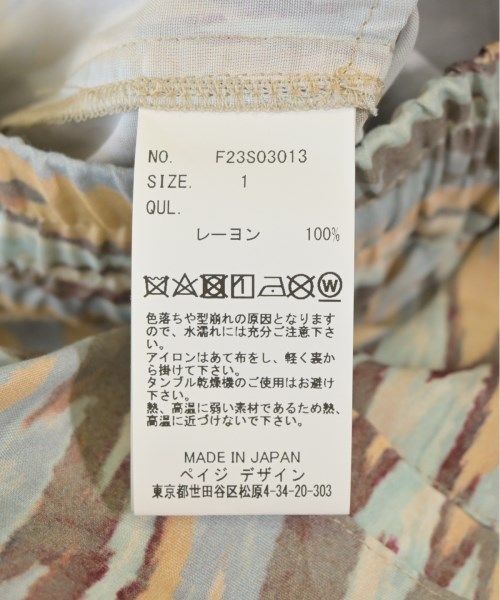 NO. F23S03013
SIZE. 1
QUL.
レーヨン 100%
W
色落ちや型崩れの原因となります
ので、水濡れには充分ご注意下さ
い。
アイロンはあて布をし、軽く裏か
ら掛けて下さい。
タンブル乾燥機のご使用はお避け
下さい。
熱、高温に弱い素材であるため熱、
高温に近づけないで下さい。
MADE IN JAPAN
ペイジ デザイン
東京都世田谷区松原4-34-20-303